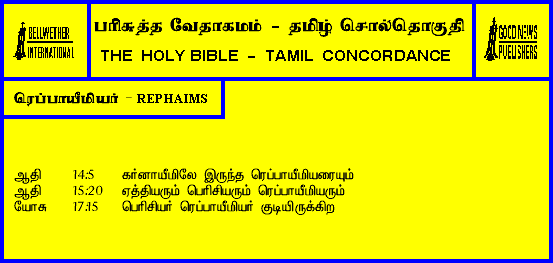 BELLWETHER
INTERNATIONAL
பரிசுத்த வேதாகமம் - தமிழ் சொல்தொகுதி
THE HOLY BIBLE - TAMIL CONCORDANCE
GOOD NEWS
PUBLISHERS
ரெப்பாயீமியர் - REPHAIMS
ஆதி 14:5 கர்னாயீமிலே இருந்த ரெப்பாயீமியரையும்
ஆதி 15:20 ஏத்தியரும் பெரிசியரும் ரெப்பாயீமியரும்
யோசு 17:15 பெரிசியர் ரெப்பாயீமியர் குடியிருக்கிற